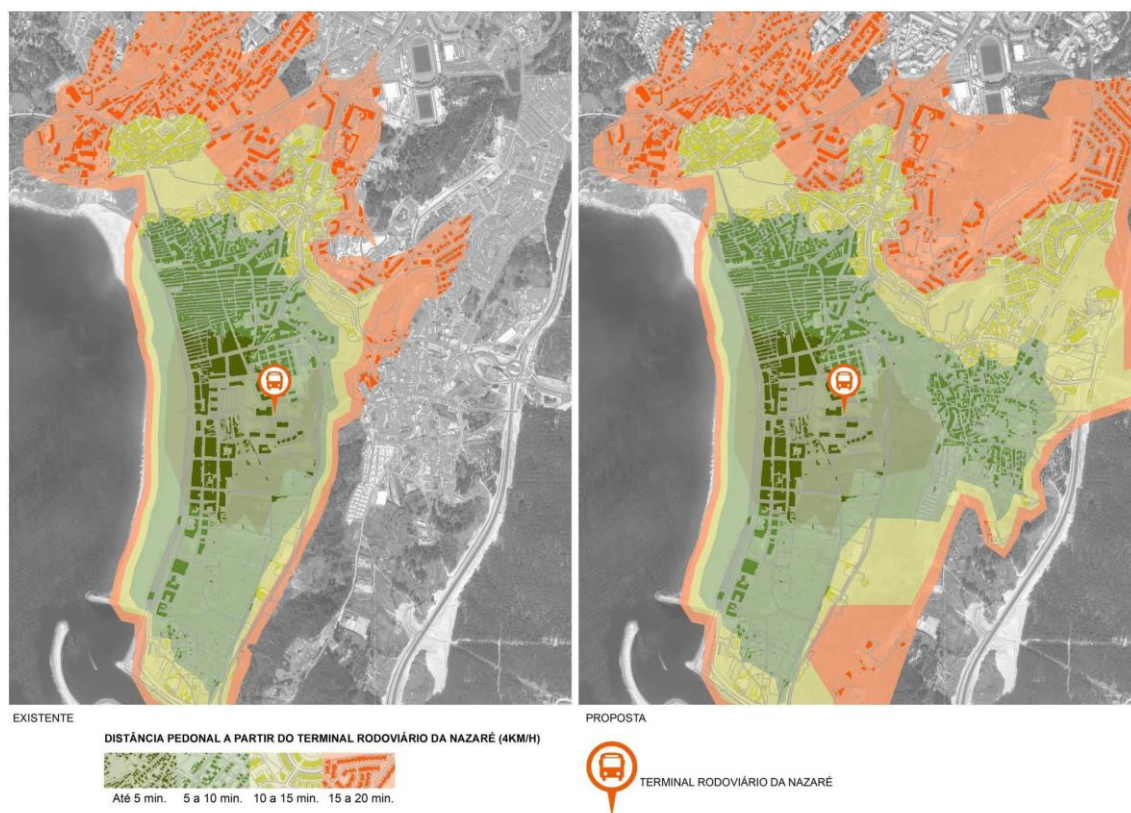 EXISTENTE
PROPOSTA
DISTÂNCIA PEDONAL A PARTIR DO TERMINAL RODOVIÁRIO DA NAZARÉ (4KM/H)
Até 5 min.
5 a 10 min.
10 a 15 min.
15 a 20 min.
TERMINAL RODOVIÁRIO DA NAZARÉ